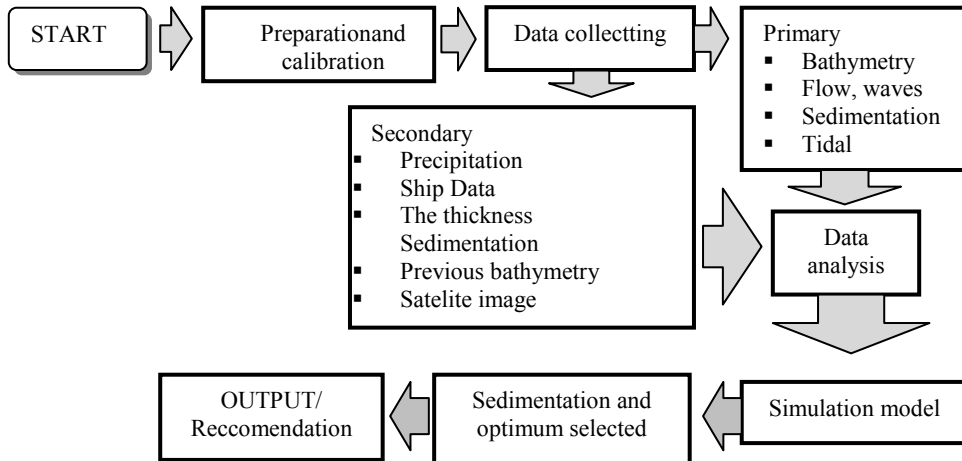 START
Preparationand
calibration
Data collectting
Primary
▪ Bathymetry
▪ Flow, waves
▪ Sedimentation
▪ Tidal
Secondary
▪ Precipitation
▪ Ship Data
▪ The thickness
Sedimentation
▪ Previous bathymetry
▪ Satelite image
Data
analysis
Simulation model
Sedimentation and
optimum selected
OUTPUT/
Reccomendation